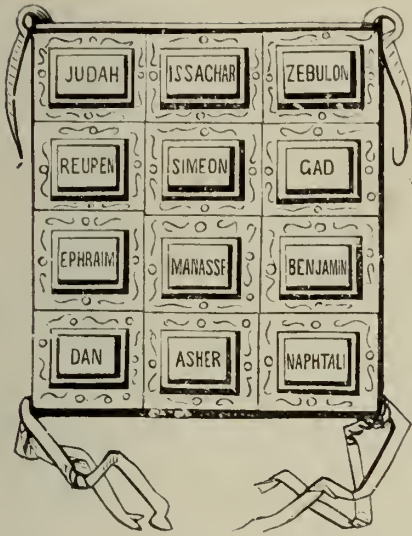 JUDAH ISSACHAR ZEBULON
REUPEN SIMEON GAD
EPHRAIM MANASSE BENJAMIN
DAN ASHER NAPHTALI